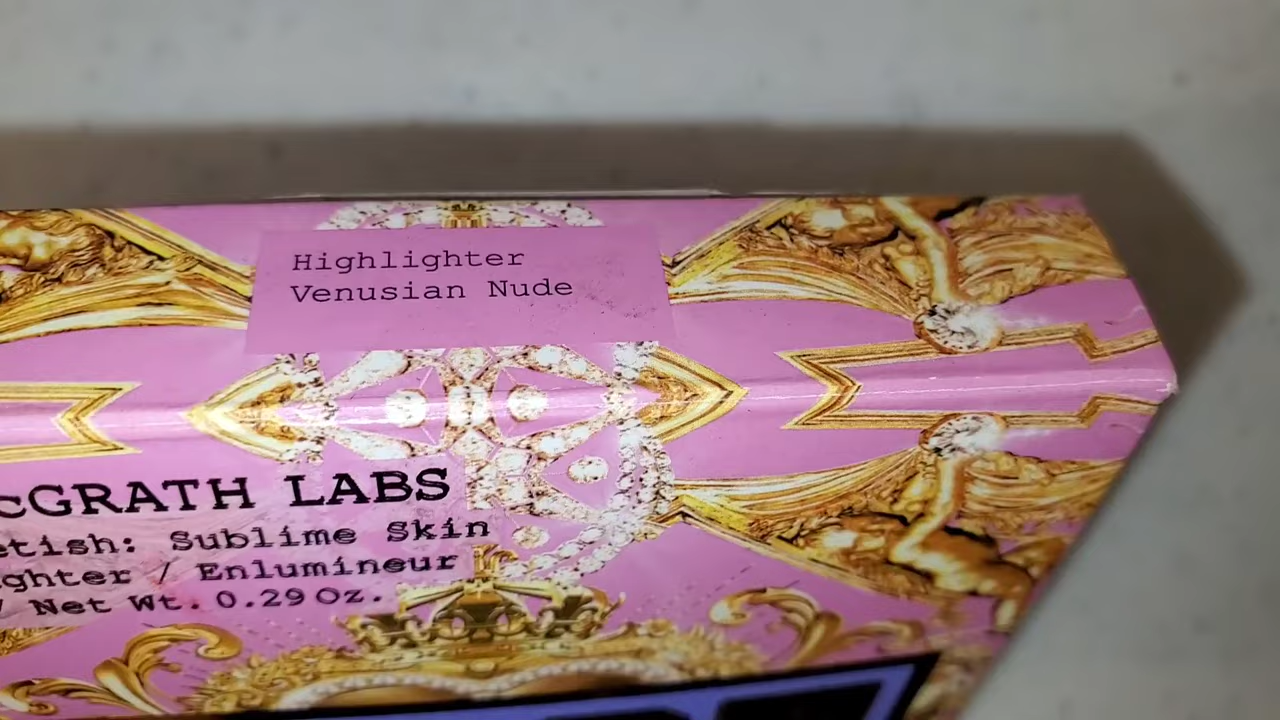 Highlighter
Venusian Nude
cGRATH LABS
etish: Sublime Skin
ghter / Enlumineur
/ Net Wt. 0.29 Oz.